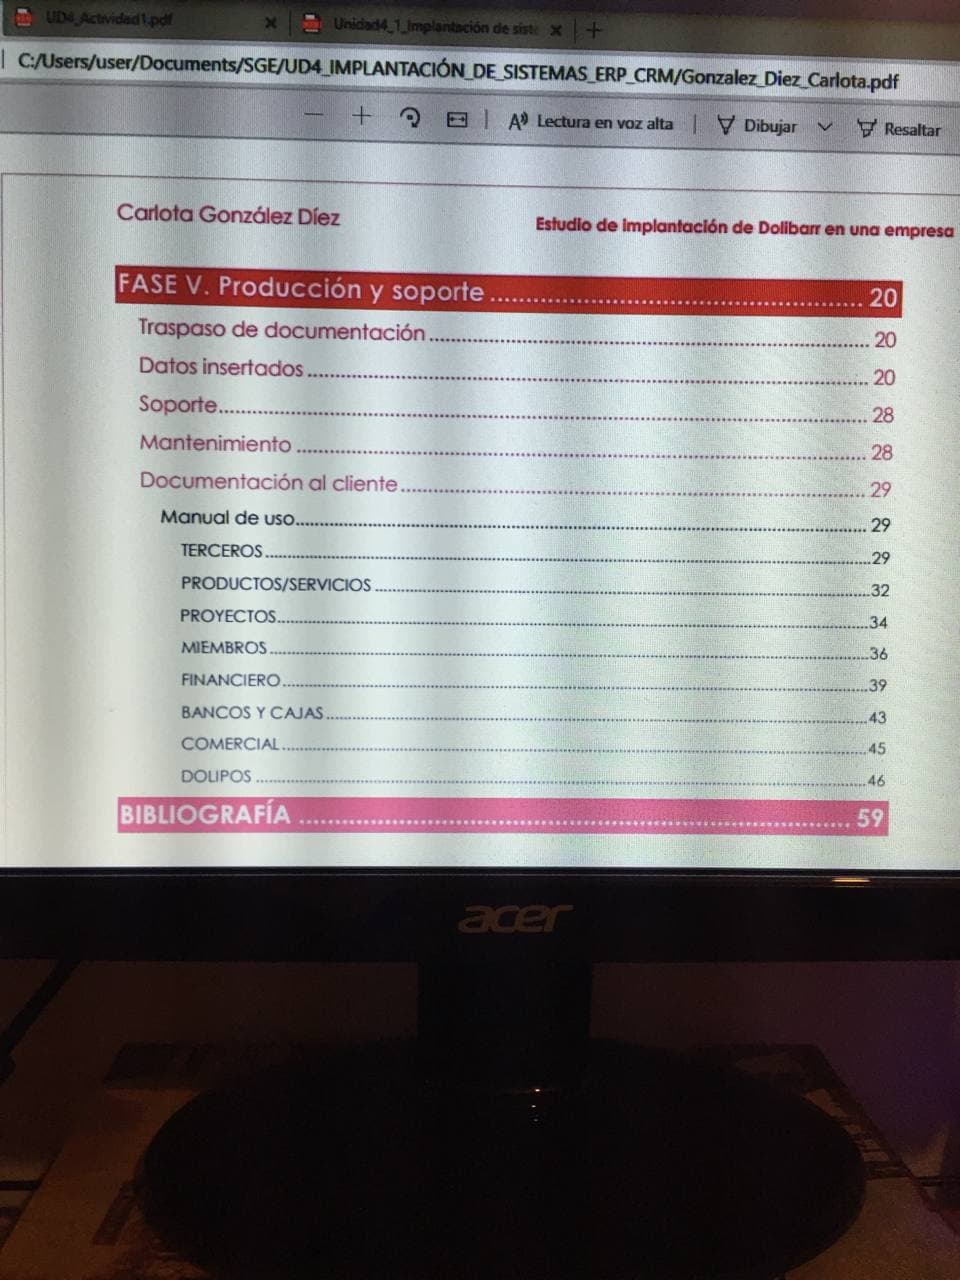 UD4_Actividad1.pdf
Unidad4_1_Implantación de siste
C:/Users/user/Documents/SGE/UD4_IMPLANTACIÓN_DE_SISTEMAS_ERP_CRM/Gonzalez_Diez_Carlota.pdf
A Lectura en voz alta | Dibujar Resaltar
Carlota González Díez
Estudio de implantación de Dolibarr en una empresa
FASE V. Producción y soporte .................................................... 20
Traspaso de documentación .................................................... 20
Datos insertados .................................................... 20
Soporte.................................................... 28
Mantenimiento .................................................... 28
Documentación al cliente.................................................... 29
Manual de uso.................................................... 29
TERCEROS .................................................... 29
PRODUCTOS/SERVICIOS .................................................... 32
PROYECTOS.................................................... 34
MIEMBROS .................................................... 36
FINANCIERO.................................................... 39
BANCOS Y CAJAS .................................................... 43
COMERCIAL .................................................... 45
DOLIPOS .................................................... 46
BIBLIOGRAFÍA .................................................... 59
acer